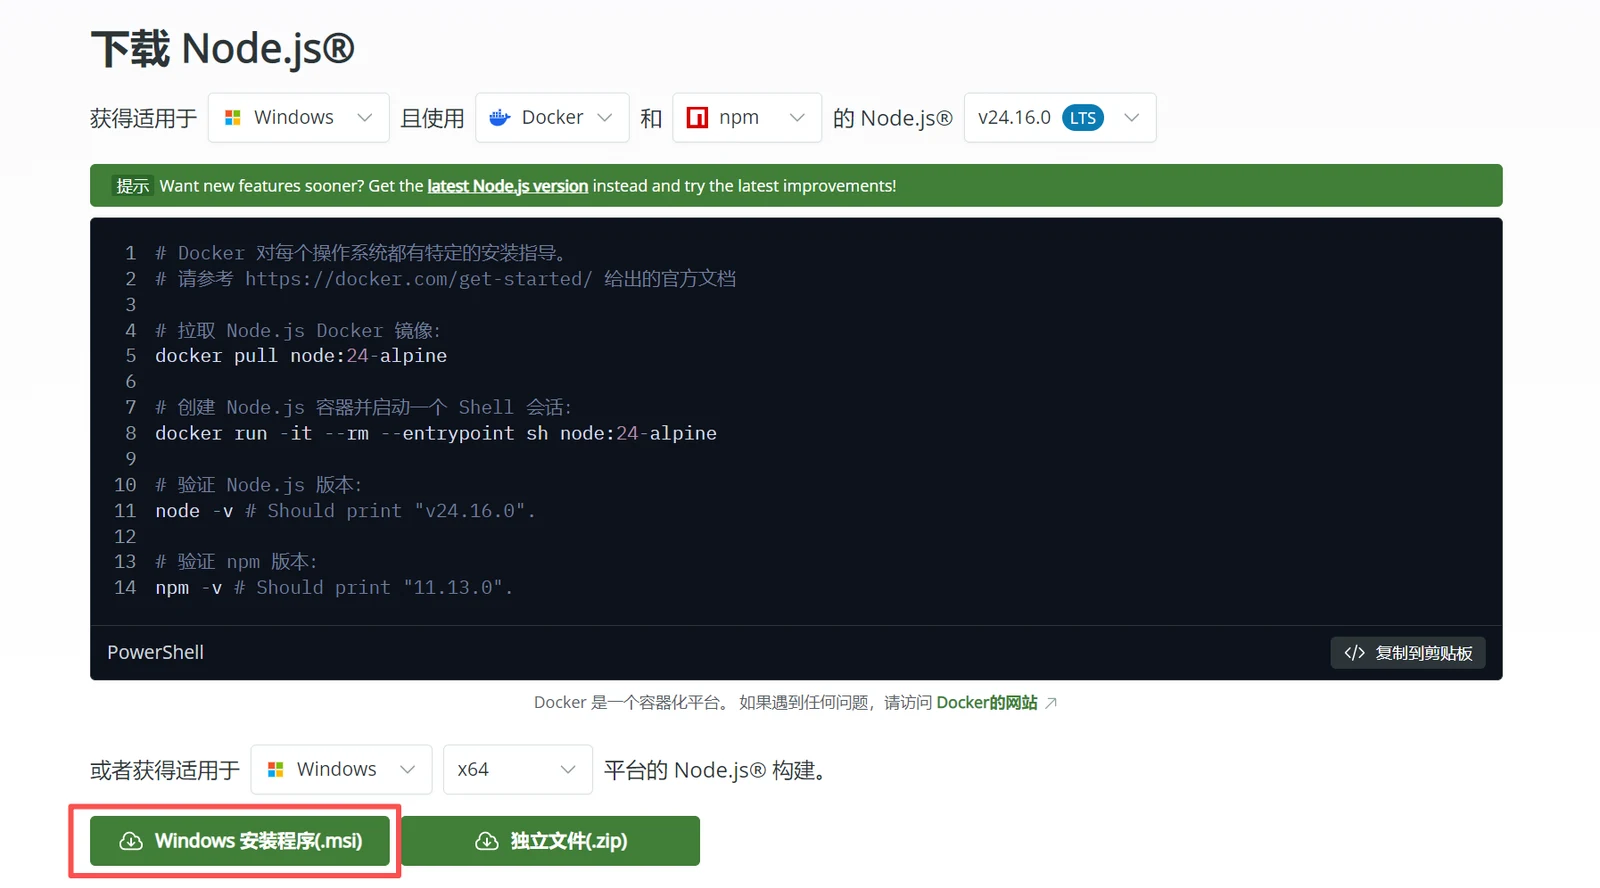 下载 Node.js®
获得适用于 Windows 且使用 Docker 和 npm 的 Node.js® v24.16.0 LTS
提示 Want new features sooner? Get the latest Node.js version instead and try the latest improvements!
1 # Docker 对每个操作系统都有特定的安装指导。
2 # 请参考 https://docker.com/get-started/ 给出的官方文档
3
4 # 拉取 Node.js Docker 镜像:
5 docker pull node:24-alpine
6
7 # 创建 Node.js 容器并启动一个 Shell 会话:
8 docker run -it --rm --entrypoint sh node:24-alpine
9
10 # 验证 Node.js 版本:
11 node -v # Should print "v24.16.0".
12
13 # 验证 npm 版本:
14 npm -v # Should print "11.13.0".
PowerShell </> 复制到剪贴板
Docker 是一个容器化平台。 如果遇到任何问题，请访问 Docker的网站
或者获得适用于 Windows x64 平台的 Node.js® 构建。
Windows 安装程序(.msi) 独立文件(.zip)